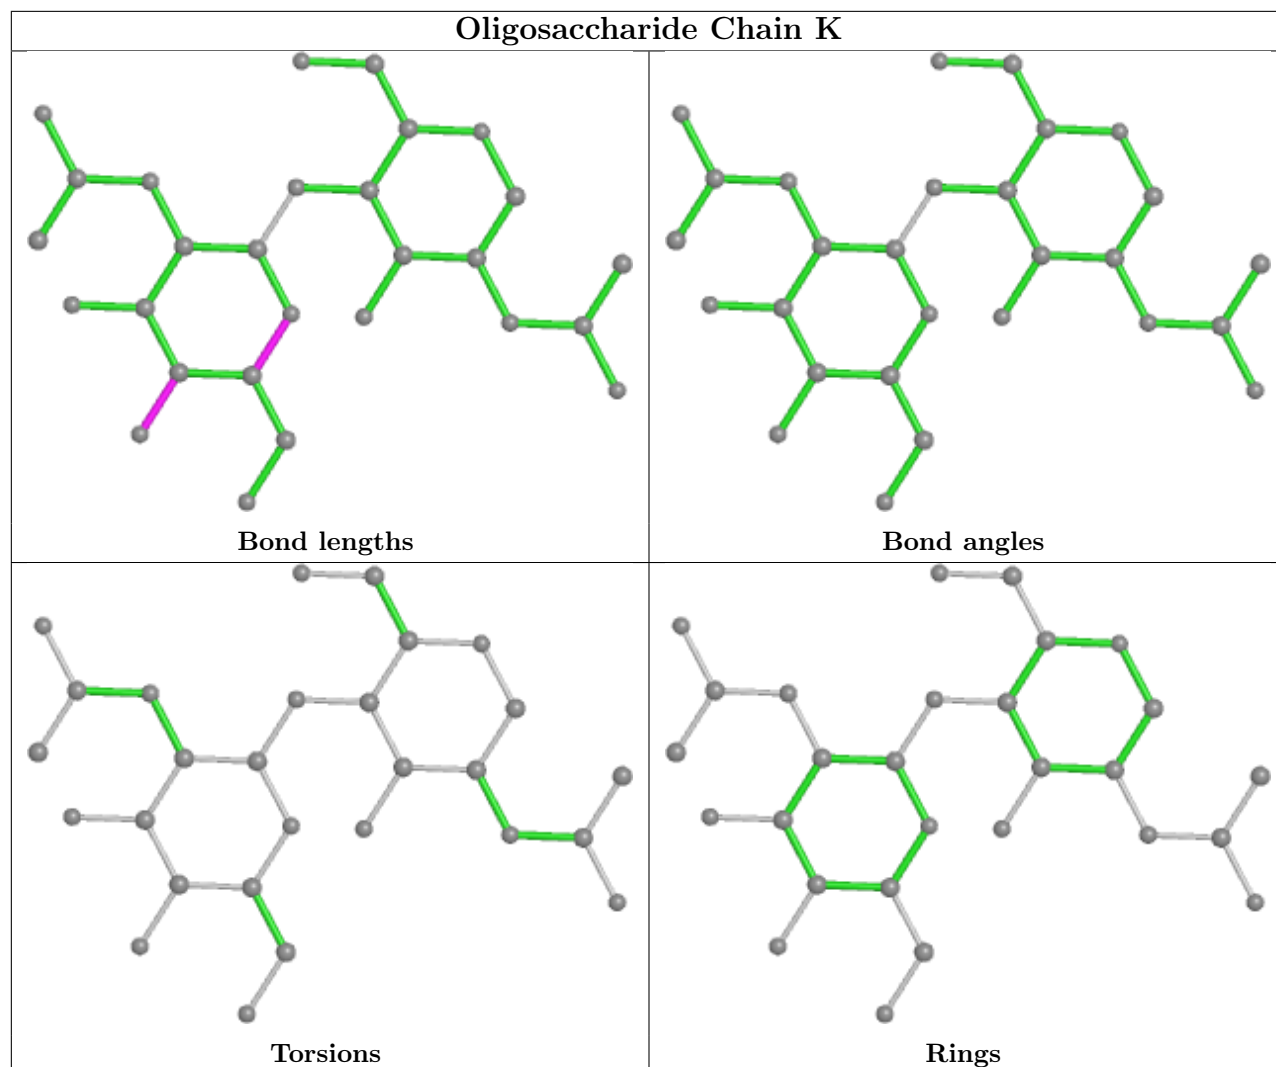 Oligosaccharide Chain K
Bond lengths
Bond angles
Torsions
Rings